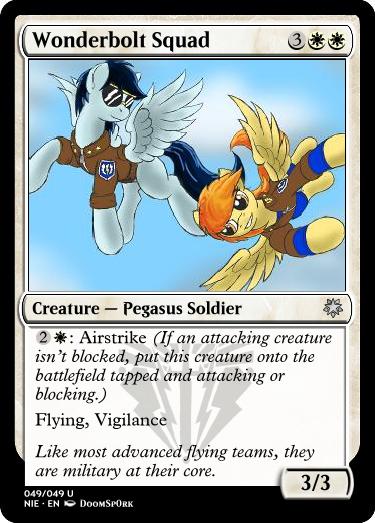 Wonderbolt Squad 3
Creature — Pegasus Soldier
2 : Airstrike (If an attacking creature
isn't blocked, put this creature onto the
battlefield tapped and attacking or
blocking.)
Flying, Vigilance
Like most advanced flying teams, they
are military at their core.
3/3
049/049 U
NIE • EN DoomSp0rk